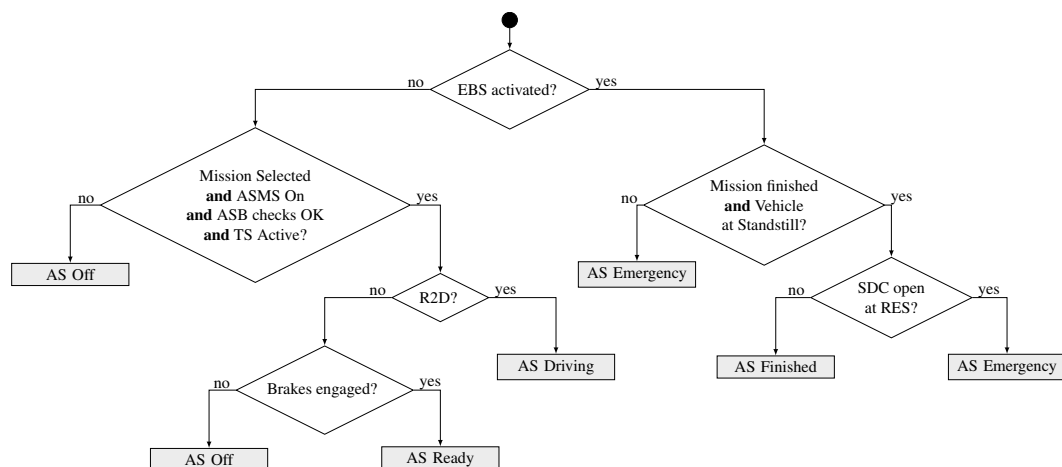 no
EBS activated?
yes
Mission Selected
and ASMS On
and ASB checks OK
and TS Active?
no
yes
Mission finished
and Vehicle
at Standstill?
no
yes
AS Off
AS Emergency
no
R2D?
yes
no
SDC open
at RES?
yes
AS Driving
AS Finished
AS Emergency
no
Brakes engaged?
yes
AS Off
AS Ready